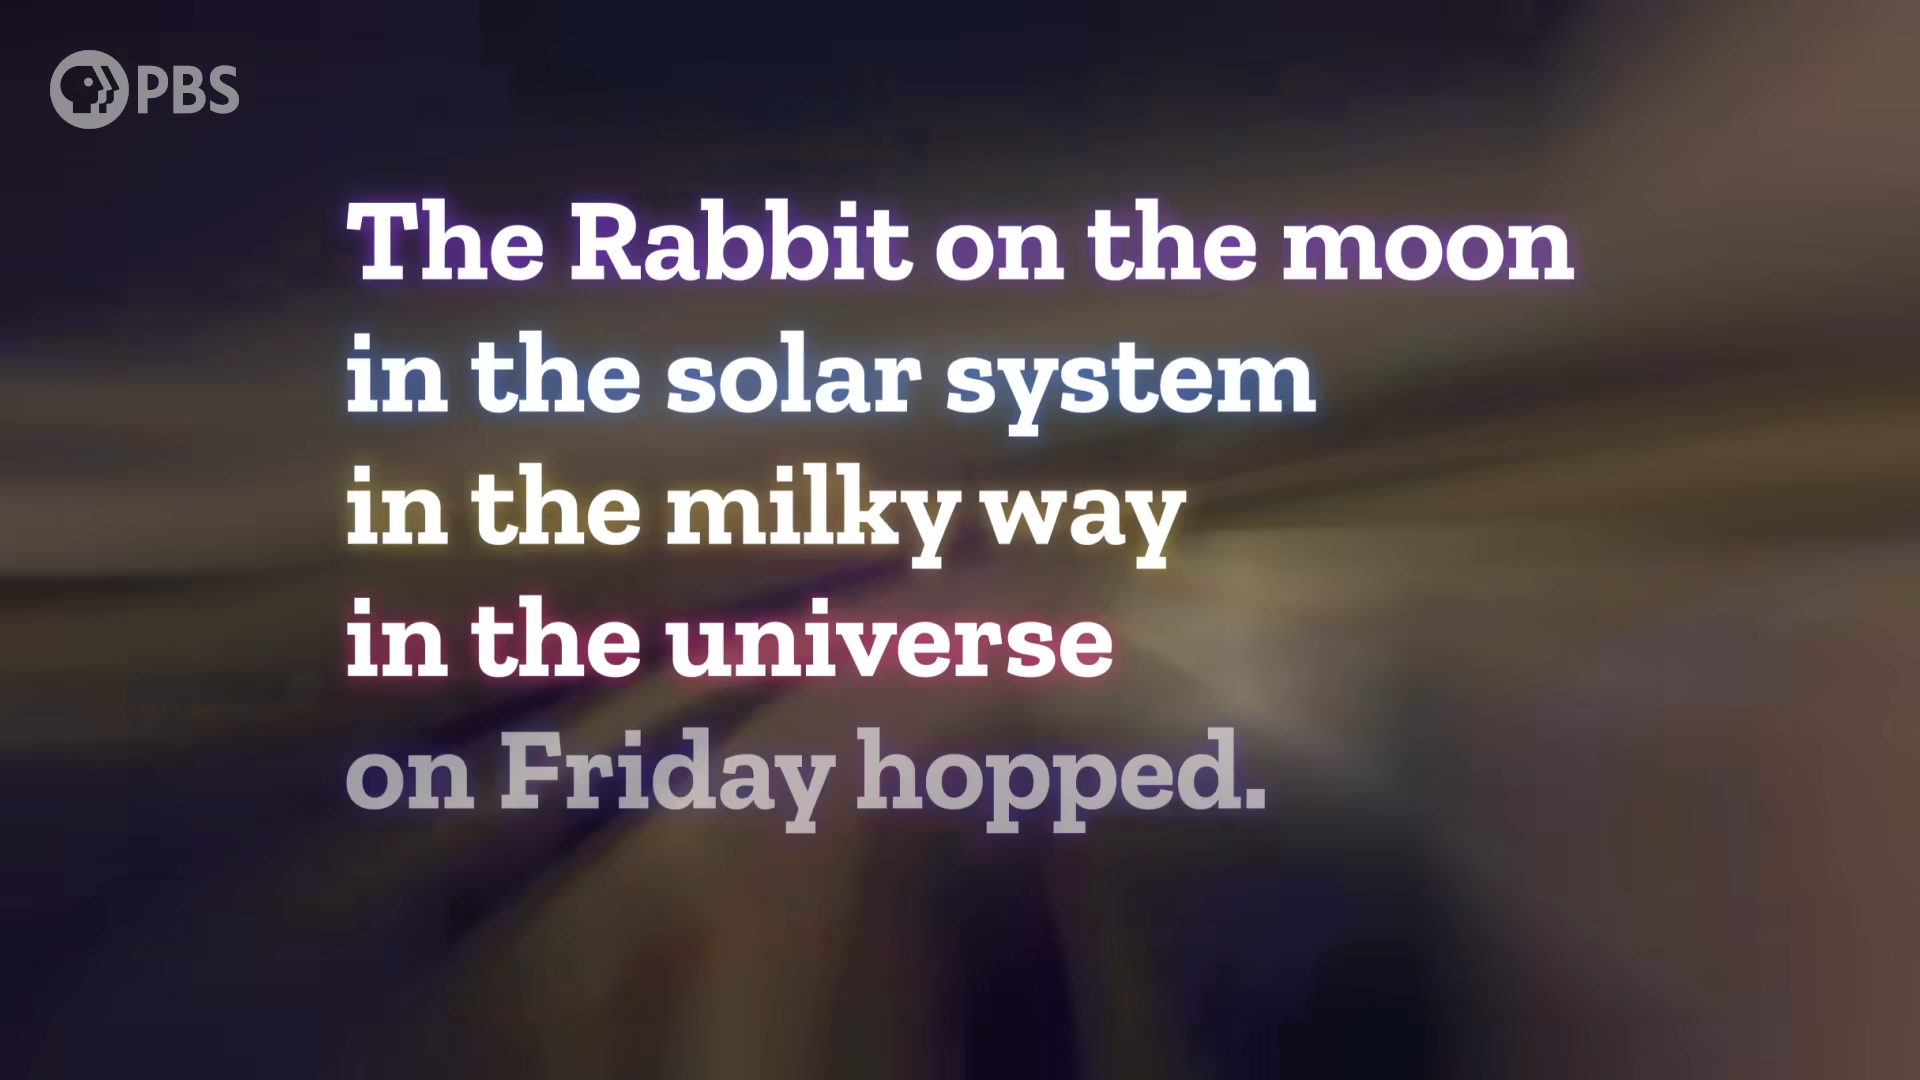 PBS
The Rabbit on the moon
in the solar system
in the milky way
in the universe
on Friday hopped.